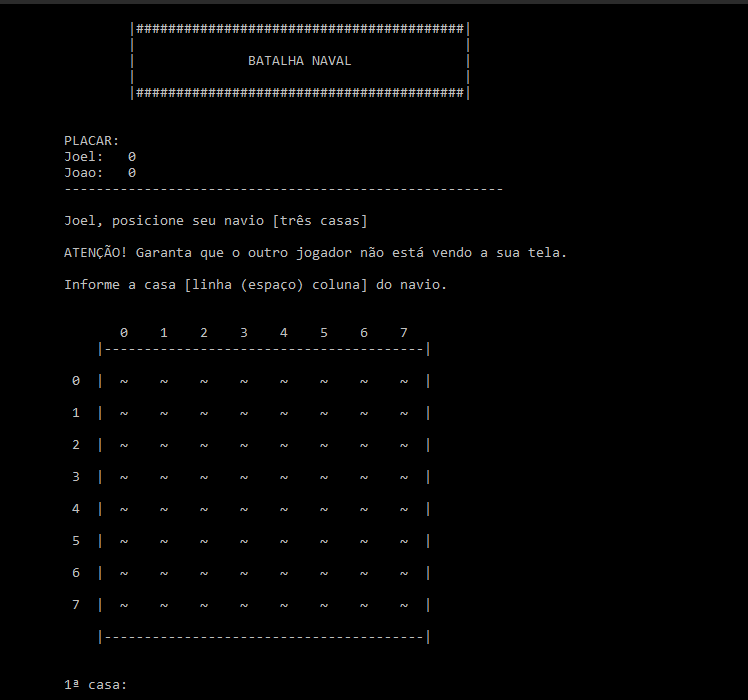 |#########################################|
| |
| BATALHA NAVAL |
| |
|#########################################|
PLACAR:
Joel: 0
Joao: 0
-------------------------------------------------------
Joel, posicione seu navio [três casas]
ATENÇÃO! Garanta que o outro jogador não está vendo a sua tela.
Informe a casa [linha (espaço) coluna] do navio.
0 1 2 3 4 5 6 7
|----------------------------------------|
0 | ~ ~ ~ ~ ~ ~ ~ ~ |
1 | ~ ~ ~ ~ ~ ~ ~ ~ |
2 | ~ ~ ~ ~ ~ ~ ~ ~ |
3 | ~ ~ ~ ~ ~ ~ ~ ~ |
4 | ~ ~ ~ ~ ~ ~ ~ ~ |
5 | ~ ~ ~ ~ ~ ~ ~ ~ |
6 | ~ ~ ~ ~ ~ ~ ~ ~ |
7 | ~ ~ ~ ~ ~ ~ ~ ~ |
|----------------------------------------|
1ª casa: